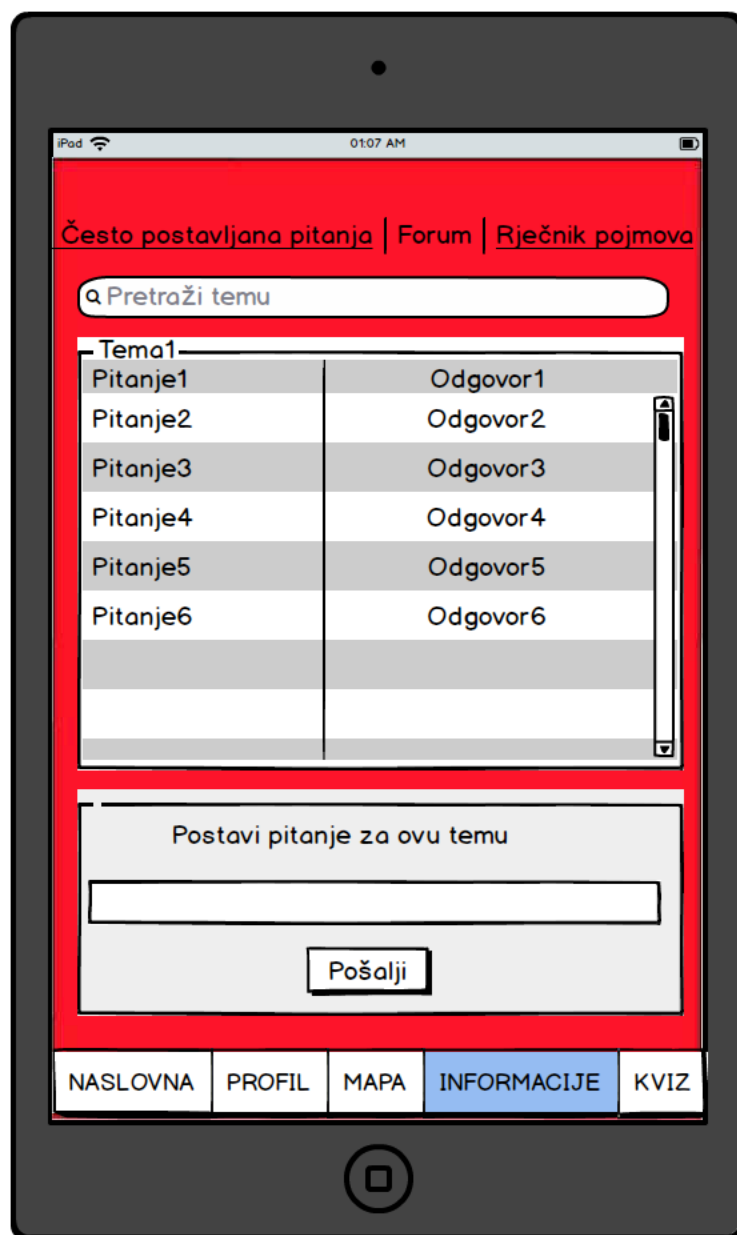 iPad 01:07 AM
Često postavljana pitanja | Forum | Rječnik pojmova
Pretraži temu
Tema1
Pitanje1 Odgovor1
Pitanje2 Odgovor2
Pitanje3 Odgovor3
Pitanje4 Odgovor4
Pitanje5 Odgovor5
Pitanje6 Odgovor6
Postavi pitanje za ovu temu
Pošalji
NASLOVNA PROFIL MAPA INFORMACIJE KVIZ